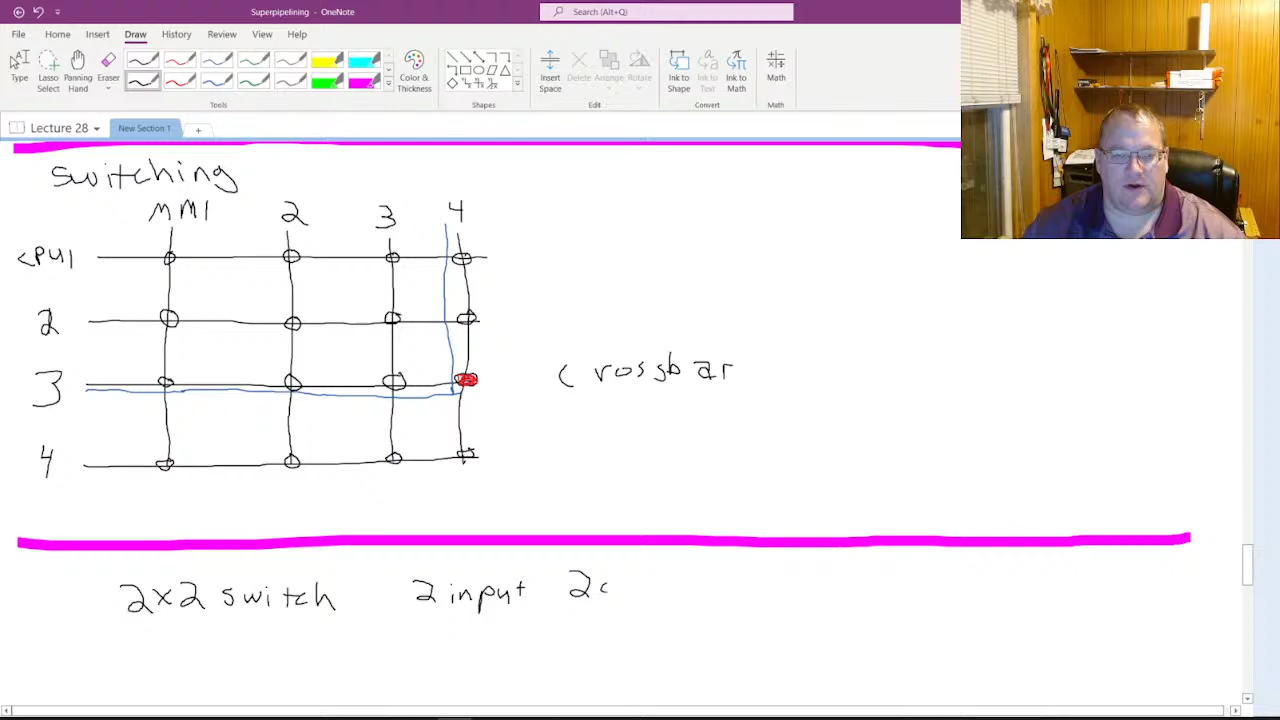 Superpipelining - OneNote
Search (Alt+Q)
File Home Insert Draw History Review View Help
Type Lasso Select Panning Hand Eraser Color & Thickness Insert Space Delete Arrange Rotate Ink to Shape Ink to Text Ink to Math Math
Tools Shapes Edit Convert Math
Lecture 28 New Section 1 +
switching
MM1 2 3 4
CPU1
2
3
crossbar
4
2x2 switch 2 input 2o